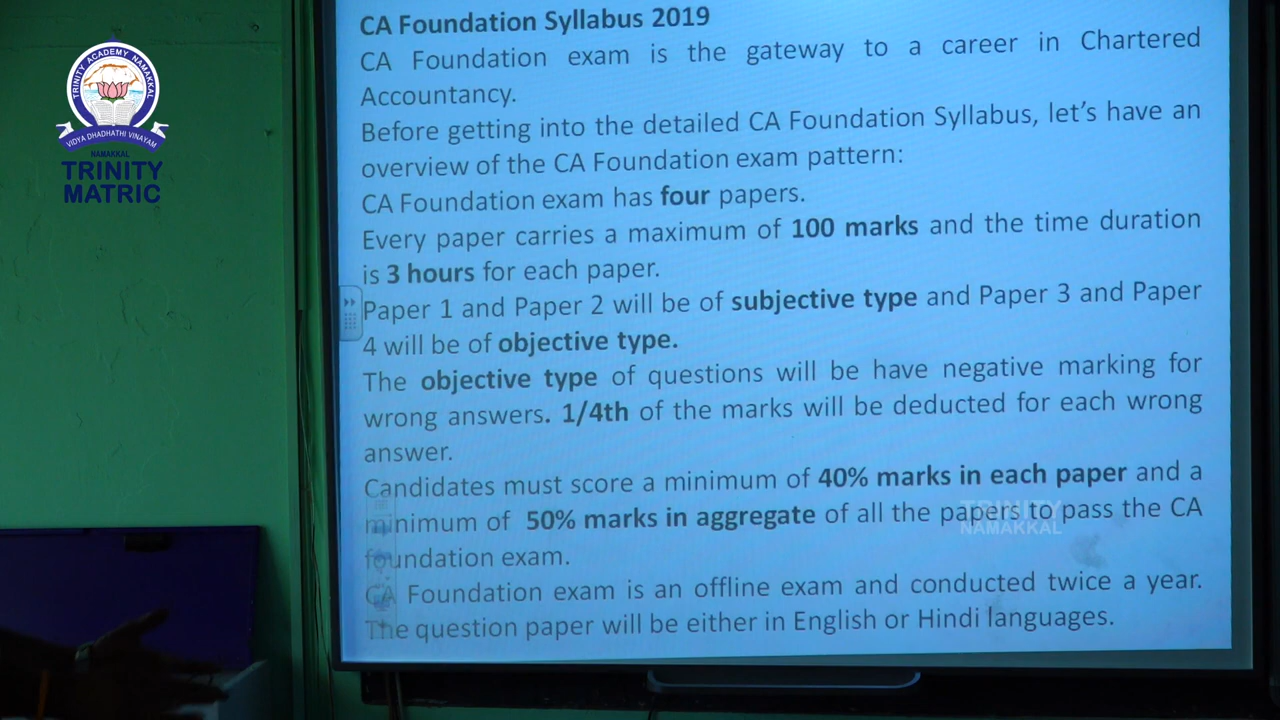 TRINITY ACADEMY NAMAKKAL
VIDYA DHADHATHI VINAYAM
NAMAKKAL
TRINITY
MATRIC
CA Foundation Syllabus 2019
CA Foundation exam is the gateway to a career in Chartered
Accountancy.
Before getting into the detailed CA Foundation Syllabus, let's have an
overview of the CA Foundation exam pattern:
CA Foundation exam has four papers.
Every paper carries a maximum of 100 marks and the time duration
is 3 hours for each paper.
Paper 1 and Paper 2 will be of subjective type and Paper 3 and Paper
4 will be of objective type.
The objective type of questions will be have negative marking for
wrong answers. 1/4th of the marks will be deducted for each wrong
answer.
Candidates must score a minimum of 40% marks in each paper and a
minimum of 50% marks in aggregate of all the papers to pass the CA
foundation exam.
CA Foundation exam is an offline exam and conducted twice a year.
The question paper will be either in English or Hindi languages.
TRINITY
NAMAKKAL